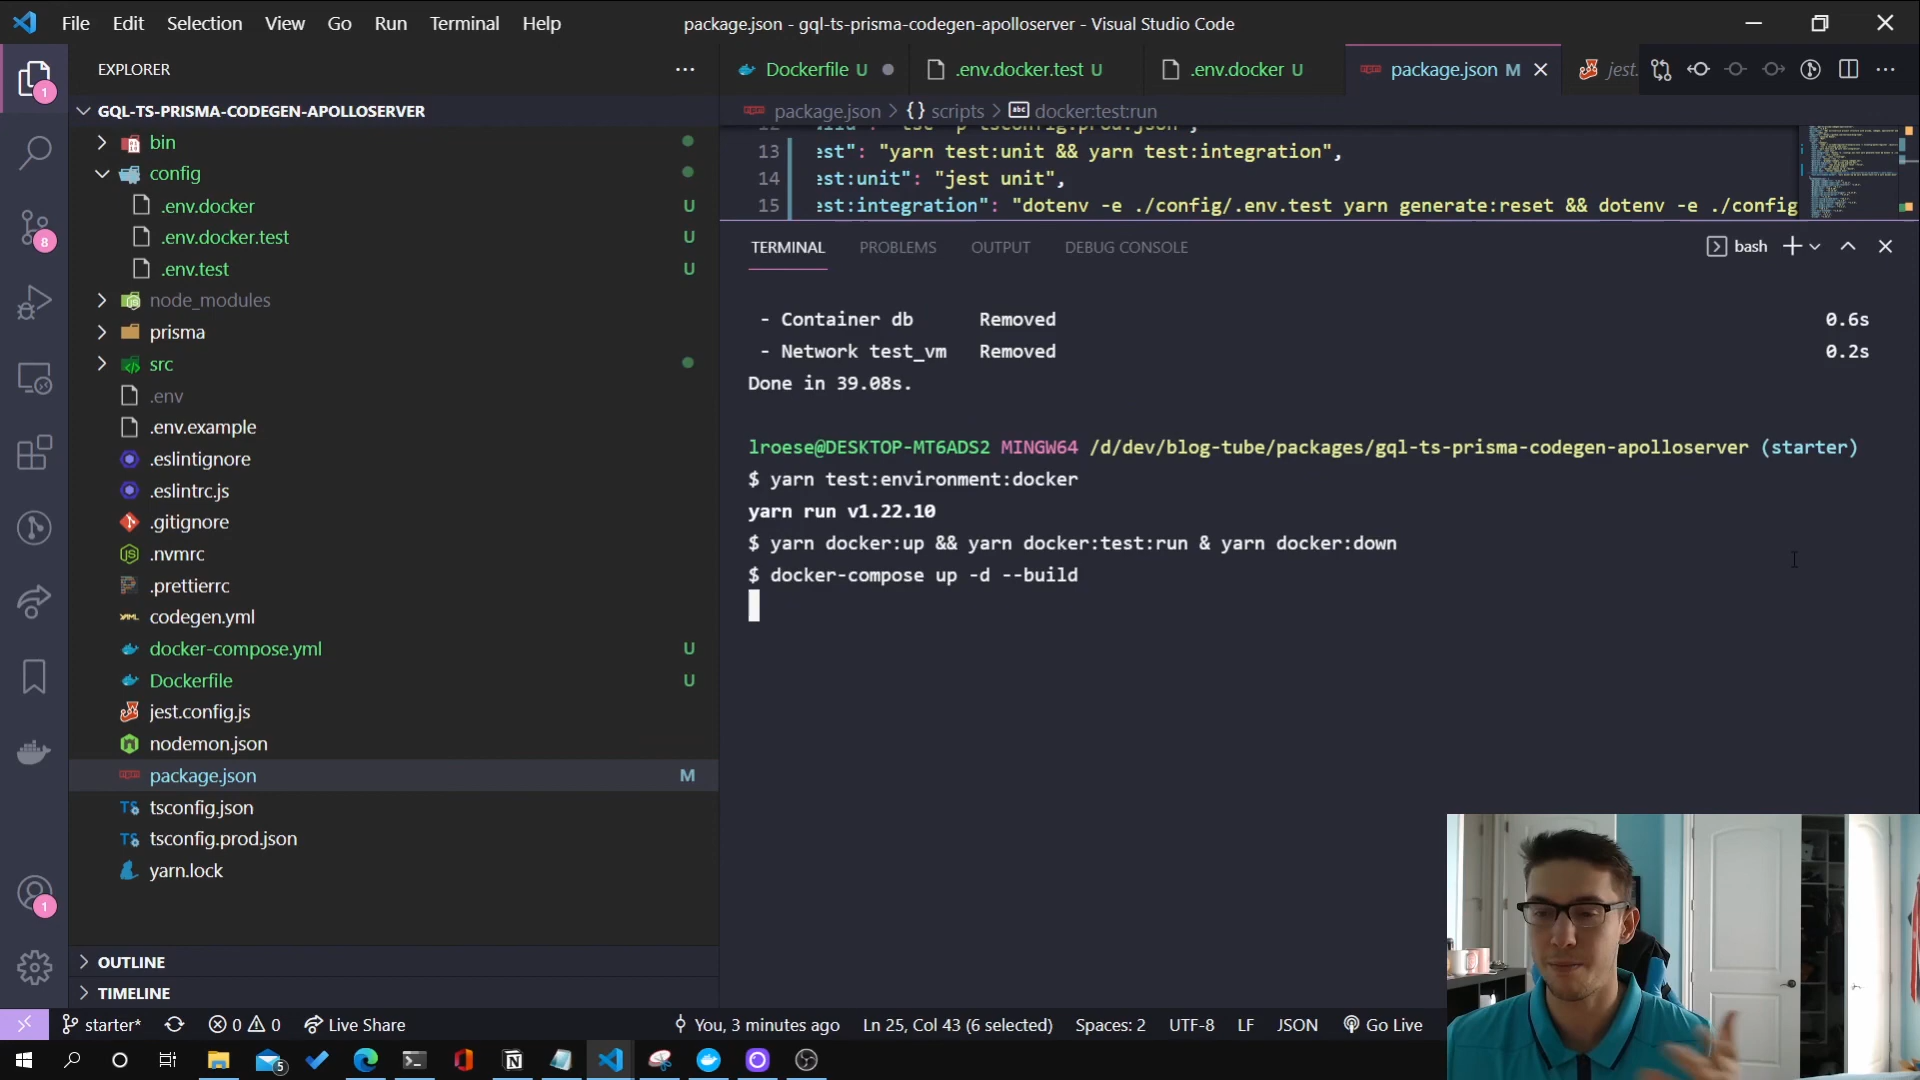 File Edit Selection View Go Run Terminal Help
package.json - gql-ts-prisma-codegen-apolloserver - Visual Studio Code
EXPLORER
GQL-TS-PRISMA-CODEGEN-APOLLOSERVER
bin
config
.env.docker U
.env.docker.test U
.env.test U
node_modules
prisma
src
.env
.env.example
.eslintignore
.eslintrc.js
.gitignore
.nvmrc
.prettierrc
codegen.yml
docker-compose.yml U
Dockerfile U
jest.config.js
nodemon.json
package.json M
tsconfig.json
tsconfig.prod.json
yarn.lock
OUTLINE
TIMELINE
1
8
1
Dockerfile U
.env.docker.test U
.env.docker U
package.json M
jest.
package.json > {} scripts > abc docker:test:run
13 est": "yarn test:unit && yarn test:integration",
14 est:unit": "jest unit",
15 est:integration": "dotenv -e ./config/.env.test yarn generate:reset && dotenv -e ./config
TERMINAL PROBLEMS OUTPUT DEBUG CONSOLE
bash
- Container db Removed 0.6s
- Network test_vm Removed 0.2s
Done in 39.08s.
lroese@DESKTOP-MT6ADS2 MINGW64 /d/dev/blog-tube/packages/gql-ts-prisma-codegen-apolloserver (starter)
$ yarn test:environment:docker
yarn run v1.22.10
$ yarn docker:up && yarn docker:test:run & yarn docker:down
$ docker-compose up -d --build
starter* 0 0 Live Share
You, 3 minutes ago Ln 25, Col 43 (6 selected) Spaces: 2 UTF-8 LF JSON Go Live
5